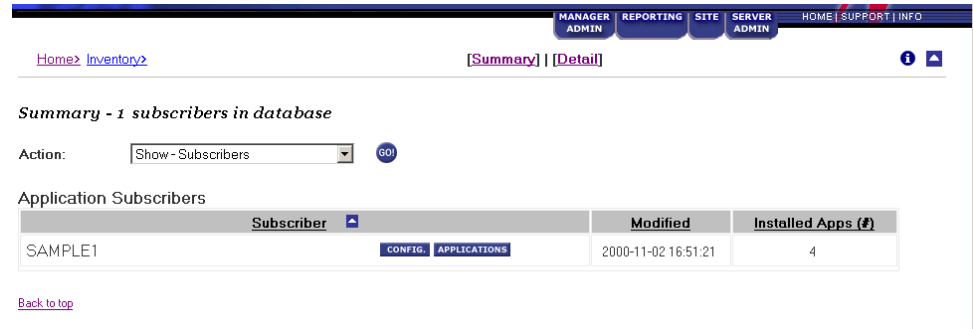 MANAGER ADMIN REPORTING SITE SERVER ADMIN HOME | SUPPORT | INFO
Home> Inventory> [Summary] | [Detail]
Summary - 1 subscribers in database
Action: Show-Subscribers GO!
Application Subscribers
Subscriber Modified Installed Apps (#)
SAMPLE1 CONFIG. APPLICATIONS 2000-11-02 16:51:21 4
Back to top